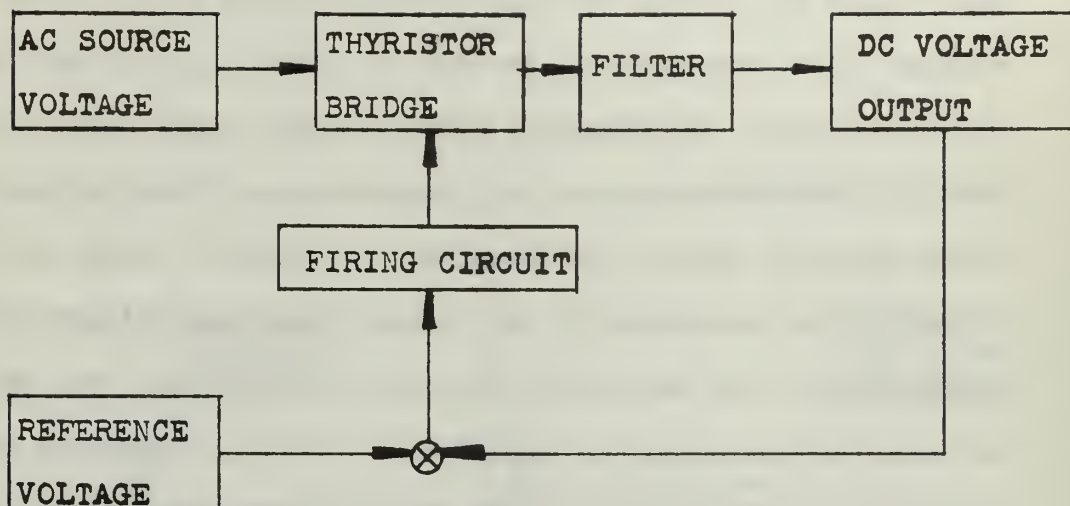 AC SOURCE
VOLTAGE
THYRISTOR
BRIDGE
FILTER
DC VOLTAGE
OUTPUT
FIRING CIRCUIT
REFERENCE
VOLTAGE